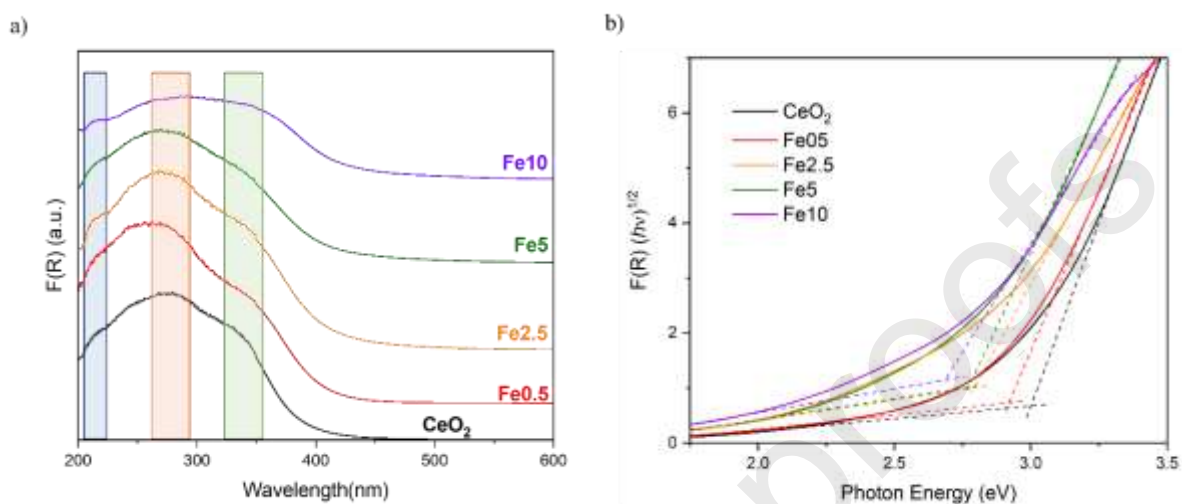 a)
F(R) (a.u.)
Fe10
Fe5
Fe2.5
Fe0.5
CeO₂
200 300 400 500 600
Wavelength(nm)
b)
F(R) (hν)^1/2
6
4
2
0
CeO₂
Fe05
Fe2.5
Fe5
Fe10
2.0 2.5 3.0 3.5
Photon Energy (eV)
proofs